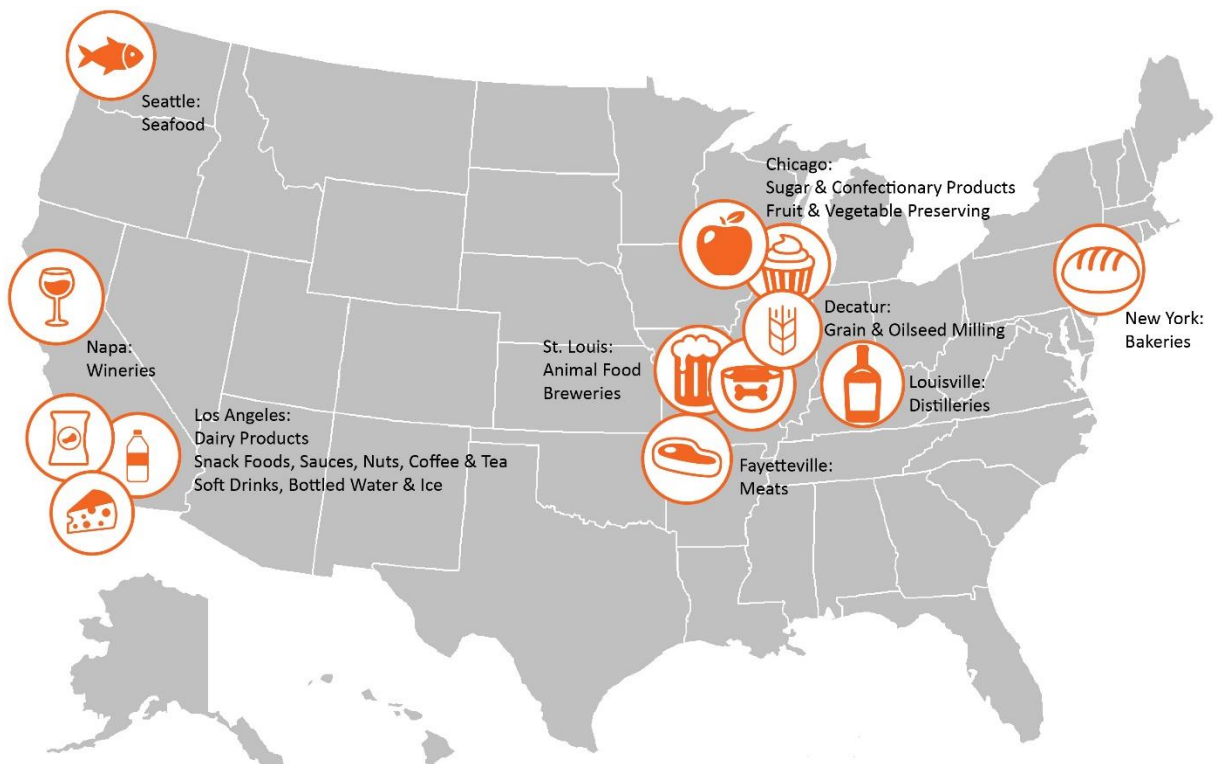 Seattle:
Seafood
Chicago:
Sugar & Confectionary Products
Fruit & Vegetable Preserving
Napa:
Wineries
St. Louis:
Animal Food
Breweries
Decatur:
Grain & Oilseed Milling
New York:
Bakeries
Louisville:
Distilleries
Los Angeles:
Dairy Products
Snack Foods, Sauces, Nuts, Coffee & Tea
Soft Drinks, Bottled Water & Ice
Fayetteville:
Meats